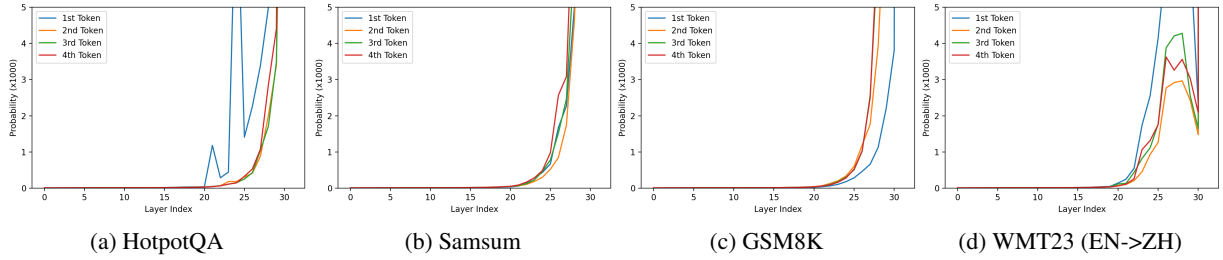 5
4
3
2
1
0
Probability (x1000)
0 5 10 15 20 25 30
Layer Index
1st Token
2nd Token
3rd Token
4th Token
(a) HotpotQA
5
4
3
2
1
0
Probability (x1000)
0 5 10 15 20 25 30
Layer Index
1st Token
2nd Token
3rd Token
4th Token
(b) Samsum
5
4
3
2
1
0
Probability (x1000)
0 5 10 15 20 25 30
Layer Index
1st Token
2nd Token
3rd Token
4th Token
(c) GSM8K
5
4
3
2
1
0
Probability (x1000)
0 5 10 15 20 25 30
Layer Index
1st Token
2nd Token
3rd Token
4th Token
(d) WMT23 (EN->ZH)